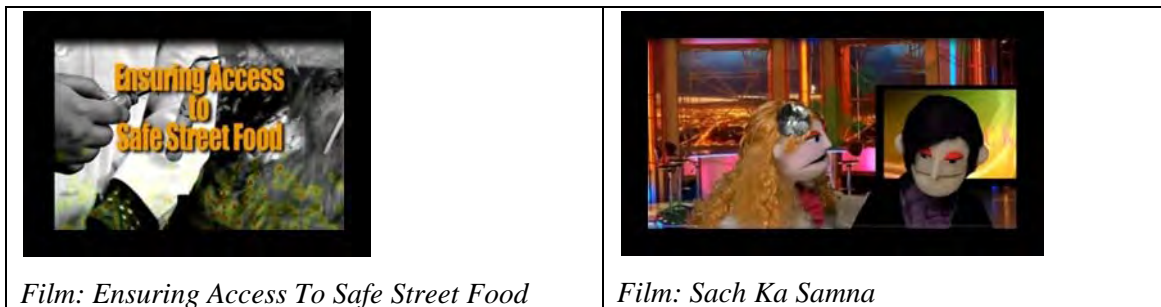 Ensuring Access
to
Safe Street Food
Film: Ensuring Access To Safe Street Food
Film: Sach Ka Samna